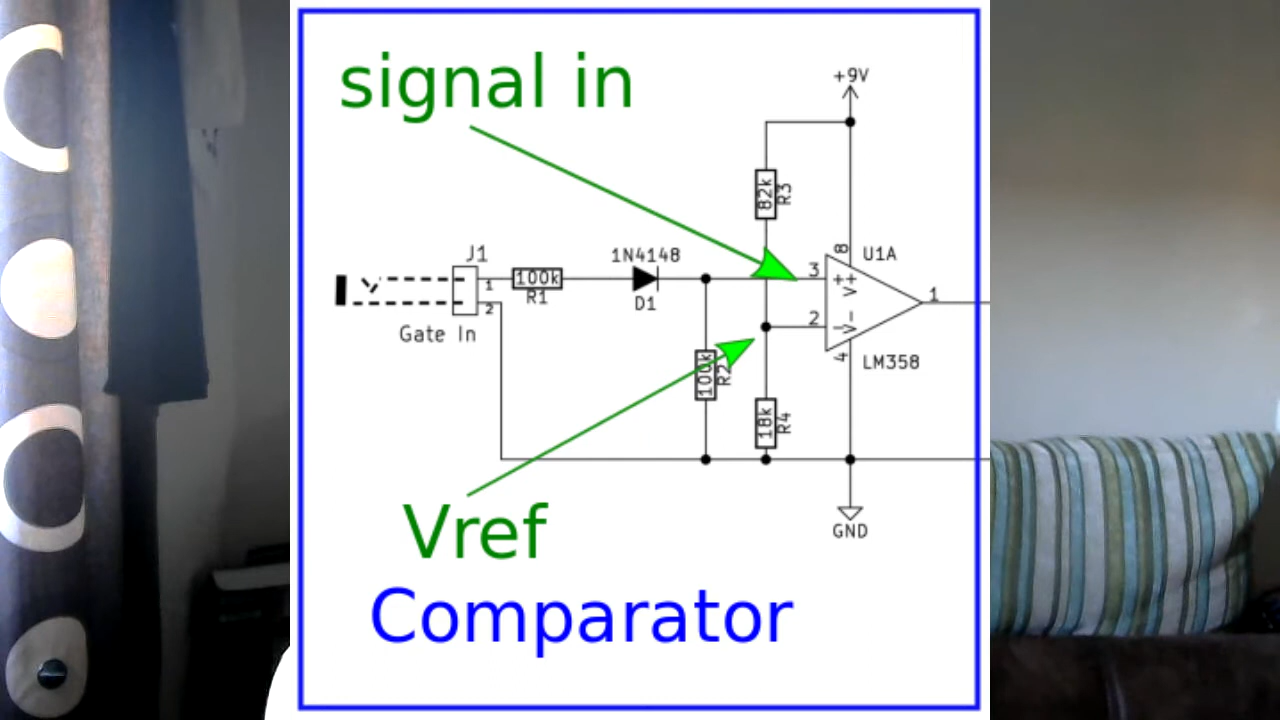 signal in
+9V
82k
R3
8
J1
1N4148
U1A
1
100k
3
+
V+
R1
D1
1
2
2
-
V-
Gate In
4
LM358
100k
R2
18k
R4
Vref
GND
Comparator